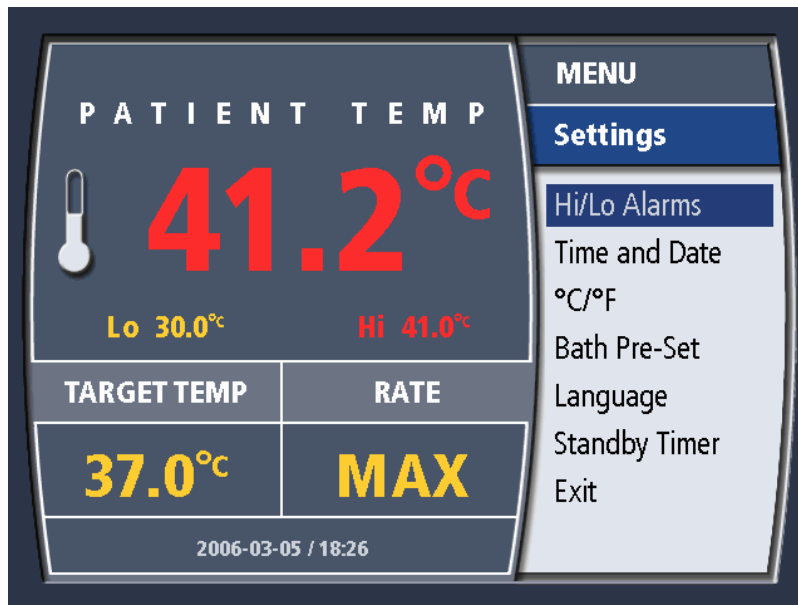 PATIENT TEMP
41.2°C
Lo 30.0°C
Hi 41.0°C
TARGET TEMP
RATE
37.0°C
MAX
2006-03-05 / 18:26
MENU
Settings
Hi/Lo Alarms
Time and Date
°C/°F
Bath Pre-Set
Language
Standby Timer
Exit